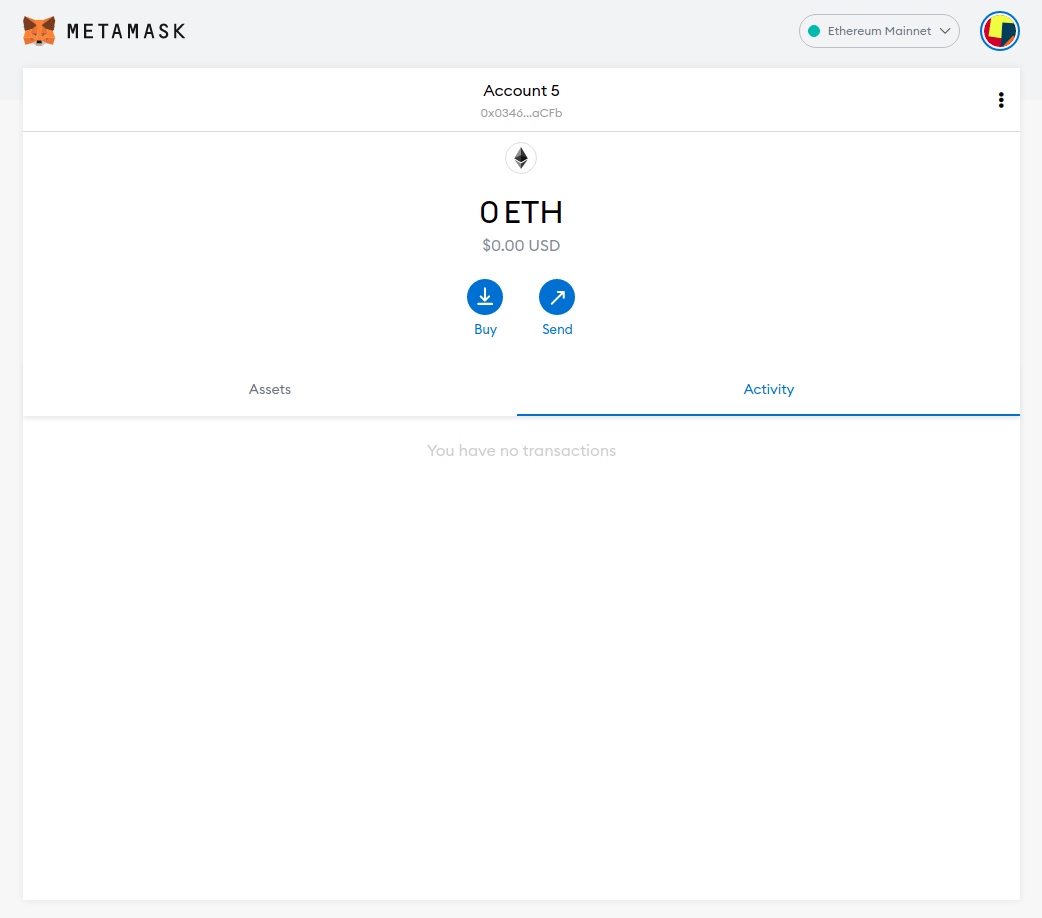 METAMASK
Ethereum Mainnet
Account 5
0x0346...aCFb
0 ETH
$0.00 USD
Buy
Send
Assets
Activity
You have no transactions